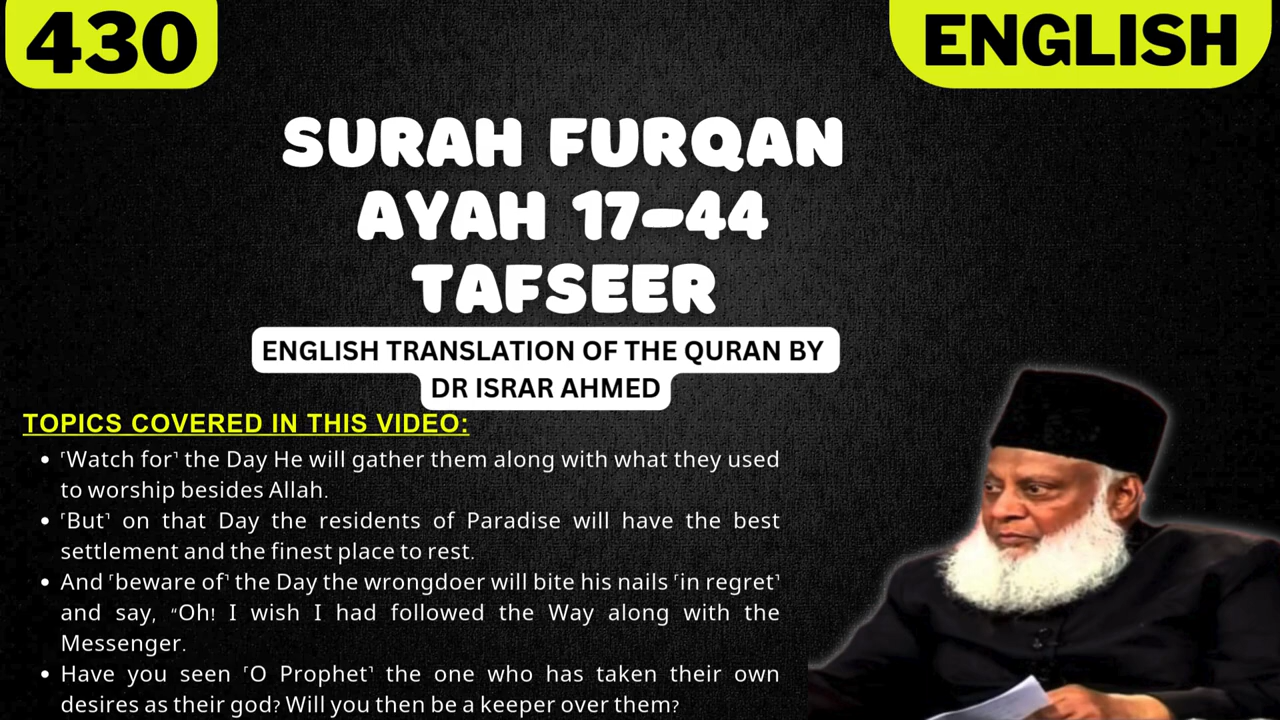 430
ENGLISH
SURAH FURQAN
AYAH 17–44
TAFSEER
ENGLISH TRANSLATION OF THE QURAN BY
DR ISRAR AHMED
TOPICS COVERED IN THIS VIDEO:
• ˹Watch for˺ the Day He will gather them along with what they used
to worship besides Allah.
• ˹But˺ on that Day the residents of Paradise will have the best
settlement and the finest place to rest.
• And ˹beware of˺ the Day the wrongdoer will bite his nails ˹in regret˺
and say, “Oh! I wish I had followed the Way along with the
Messenger.
• Have you seen ˹O Prophet˺ the one who has taken their own
desires as their god? Will you then be a keeper over them?